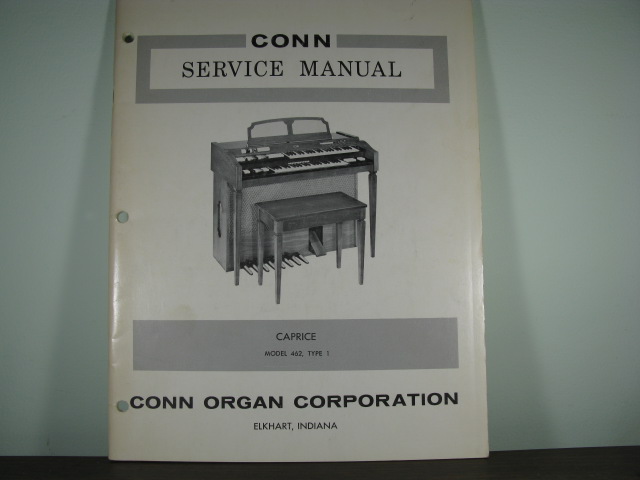 CONN
SERVICE MANUAL
CAPRICE
MODEL 462, TYPE 1
CONN ORGAN CORPORATION
ELKHART, INDIANA